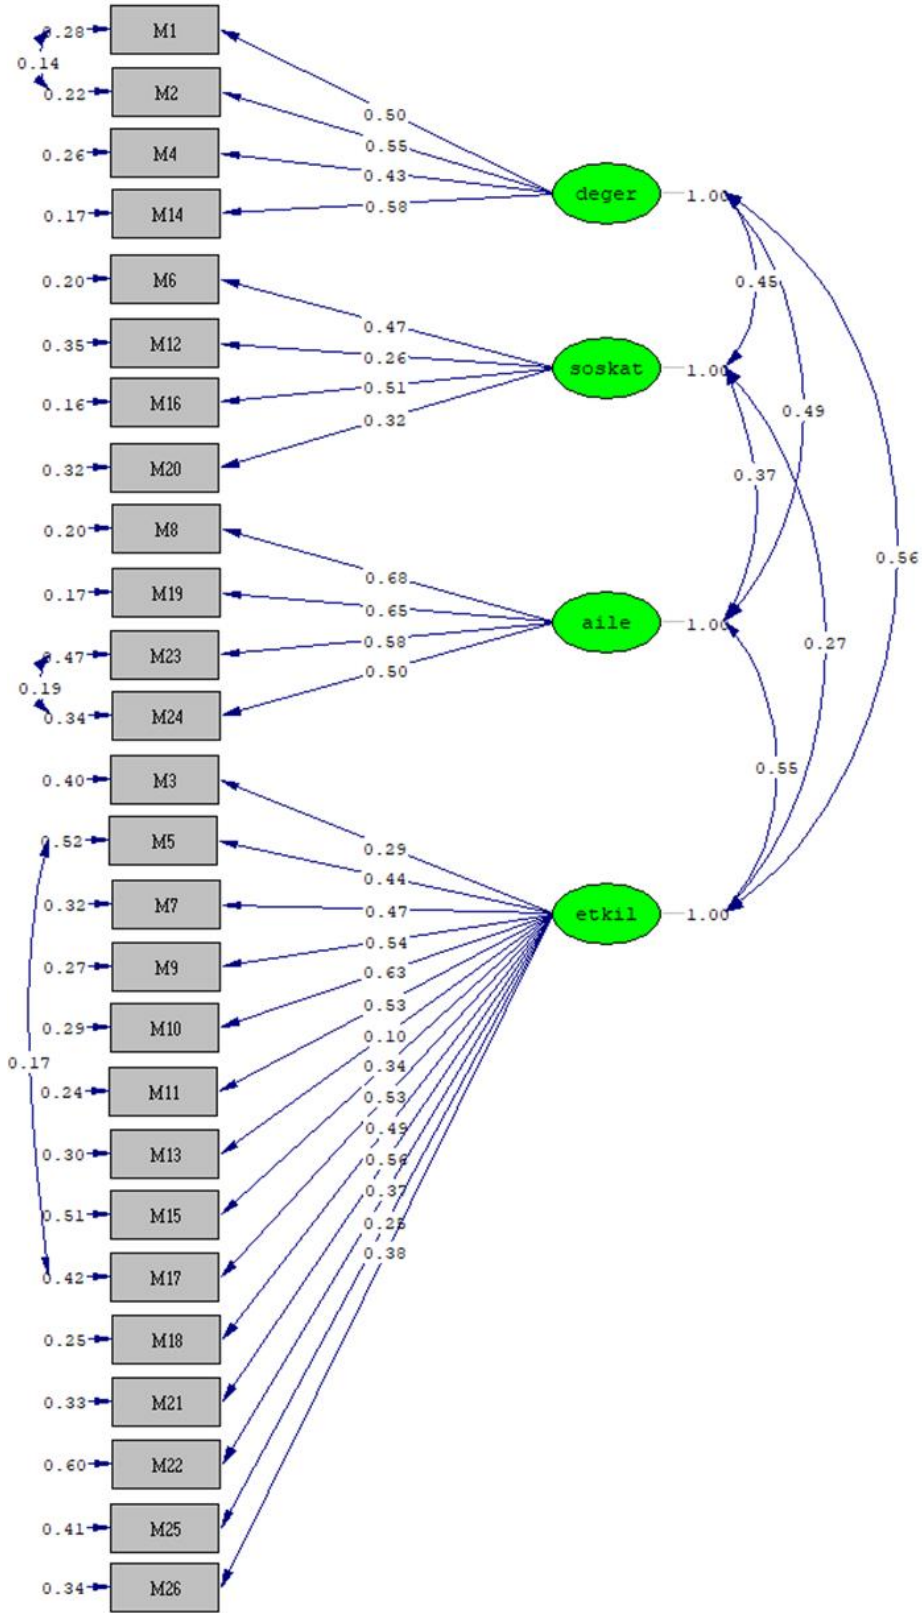 0.28 M1
0.14
0.22 M2
0.50
0.55
0.26 M4
0.43
0.17 M14
0.58
deger 1.00
0.20 M6
0.45
0.47
0.35 M12
0.26
soskat 1.00
0.51
0.16 M16
0.32
0.49
0.32 M20
0.37
0.20 M8
0.56
0.68
0.17 M19
0.65
aile 1.00
0.58
0.27
0.47 M23
0.50
0.19
0.34 M24
0.55
0.40 M3
0.29
0.52 M5
0.44
0.32 M7
0.47
etkil 1.00
0.54
0.27 M9
0.63
0.53
0.29 M10
0.10
0.17
0.34
0.24 M11
0.53
0.49
0.30 M13
0.56
0.37
0.51 M15
0.25
0.38
0.42 M17
0.25 M18
0.33 M21
0.60 M22
0.41 M25
0.34 M26